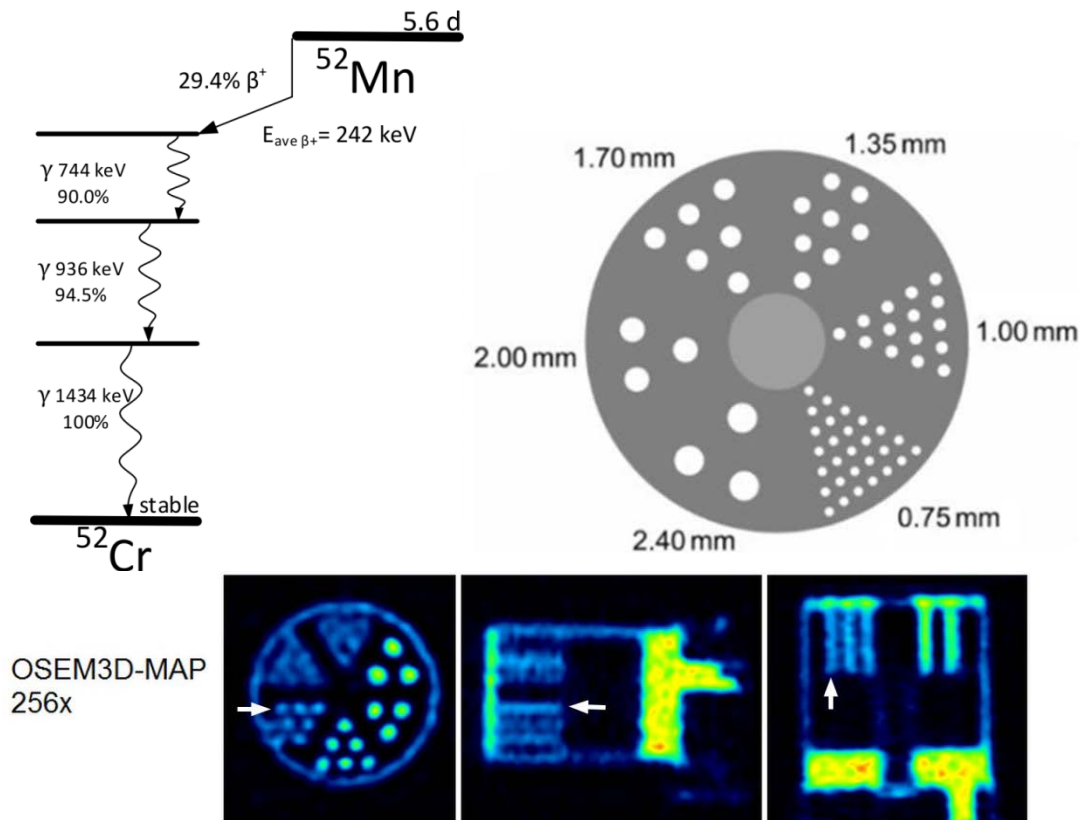 5.6 d
⁵²Mn
29.4% β⁺
E_ave β+ = 242 keV
γ 744 keV
90.0%
γ 936 keV
94.5%
γ 1434 keV
100%
stable
⁵²Cr
1.70 mm
1.35 mm
2.00 mm
1.00 mm
2.40 mm
0.75 mm
OSEM3D-MAP
256x